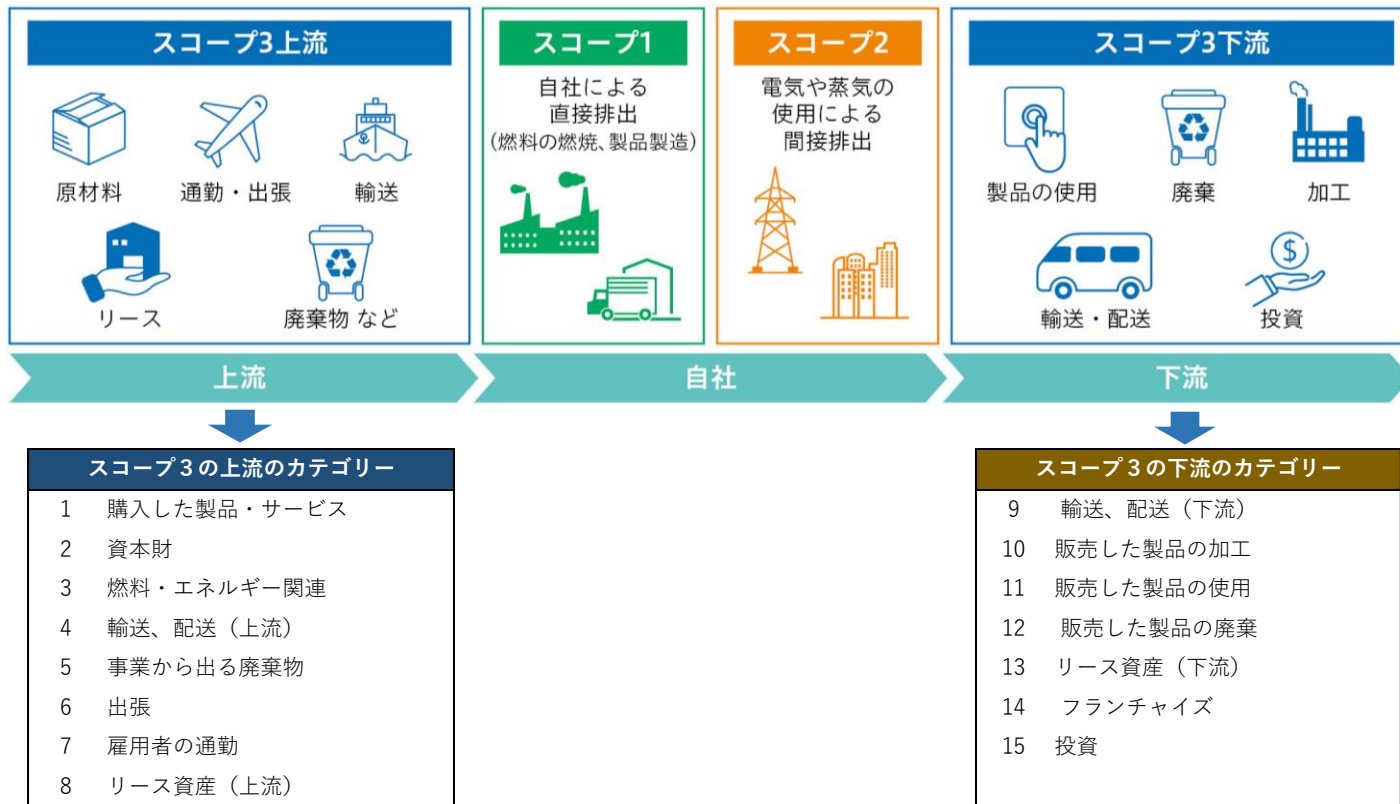 スコープ3上流
原材料
通勤・出張
輸送
リース
廃棄物 など
スコープ1
自社による
直接排出
(燃料の燃焼、製品製造)
スコープ2
電気や蒸気の
使用による
間接排出
スコープ3下流
製品の使用
廃棄
加工
輸送・配送
$
投資
上流
自社
下流
スコープ３の上流のカテゴリー
1 購入した製品・サービス
2 資本財
3 燃料・エネルギー関連
4 輸送、配送（上流）
5 事業から出る廃棄物
6 出張
7 雇用者の通勤
8 リース資産（上流）
スコープ３の下流のカテゴリー
9 輸送、配送（下流）
10 販売した製品の加工
11 販売した製品の使用
12 販売した製品の廃棄
13 リース資産（下流）
14 フランチャイズ
15 投資